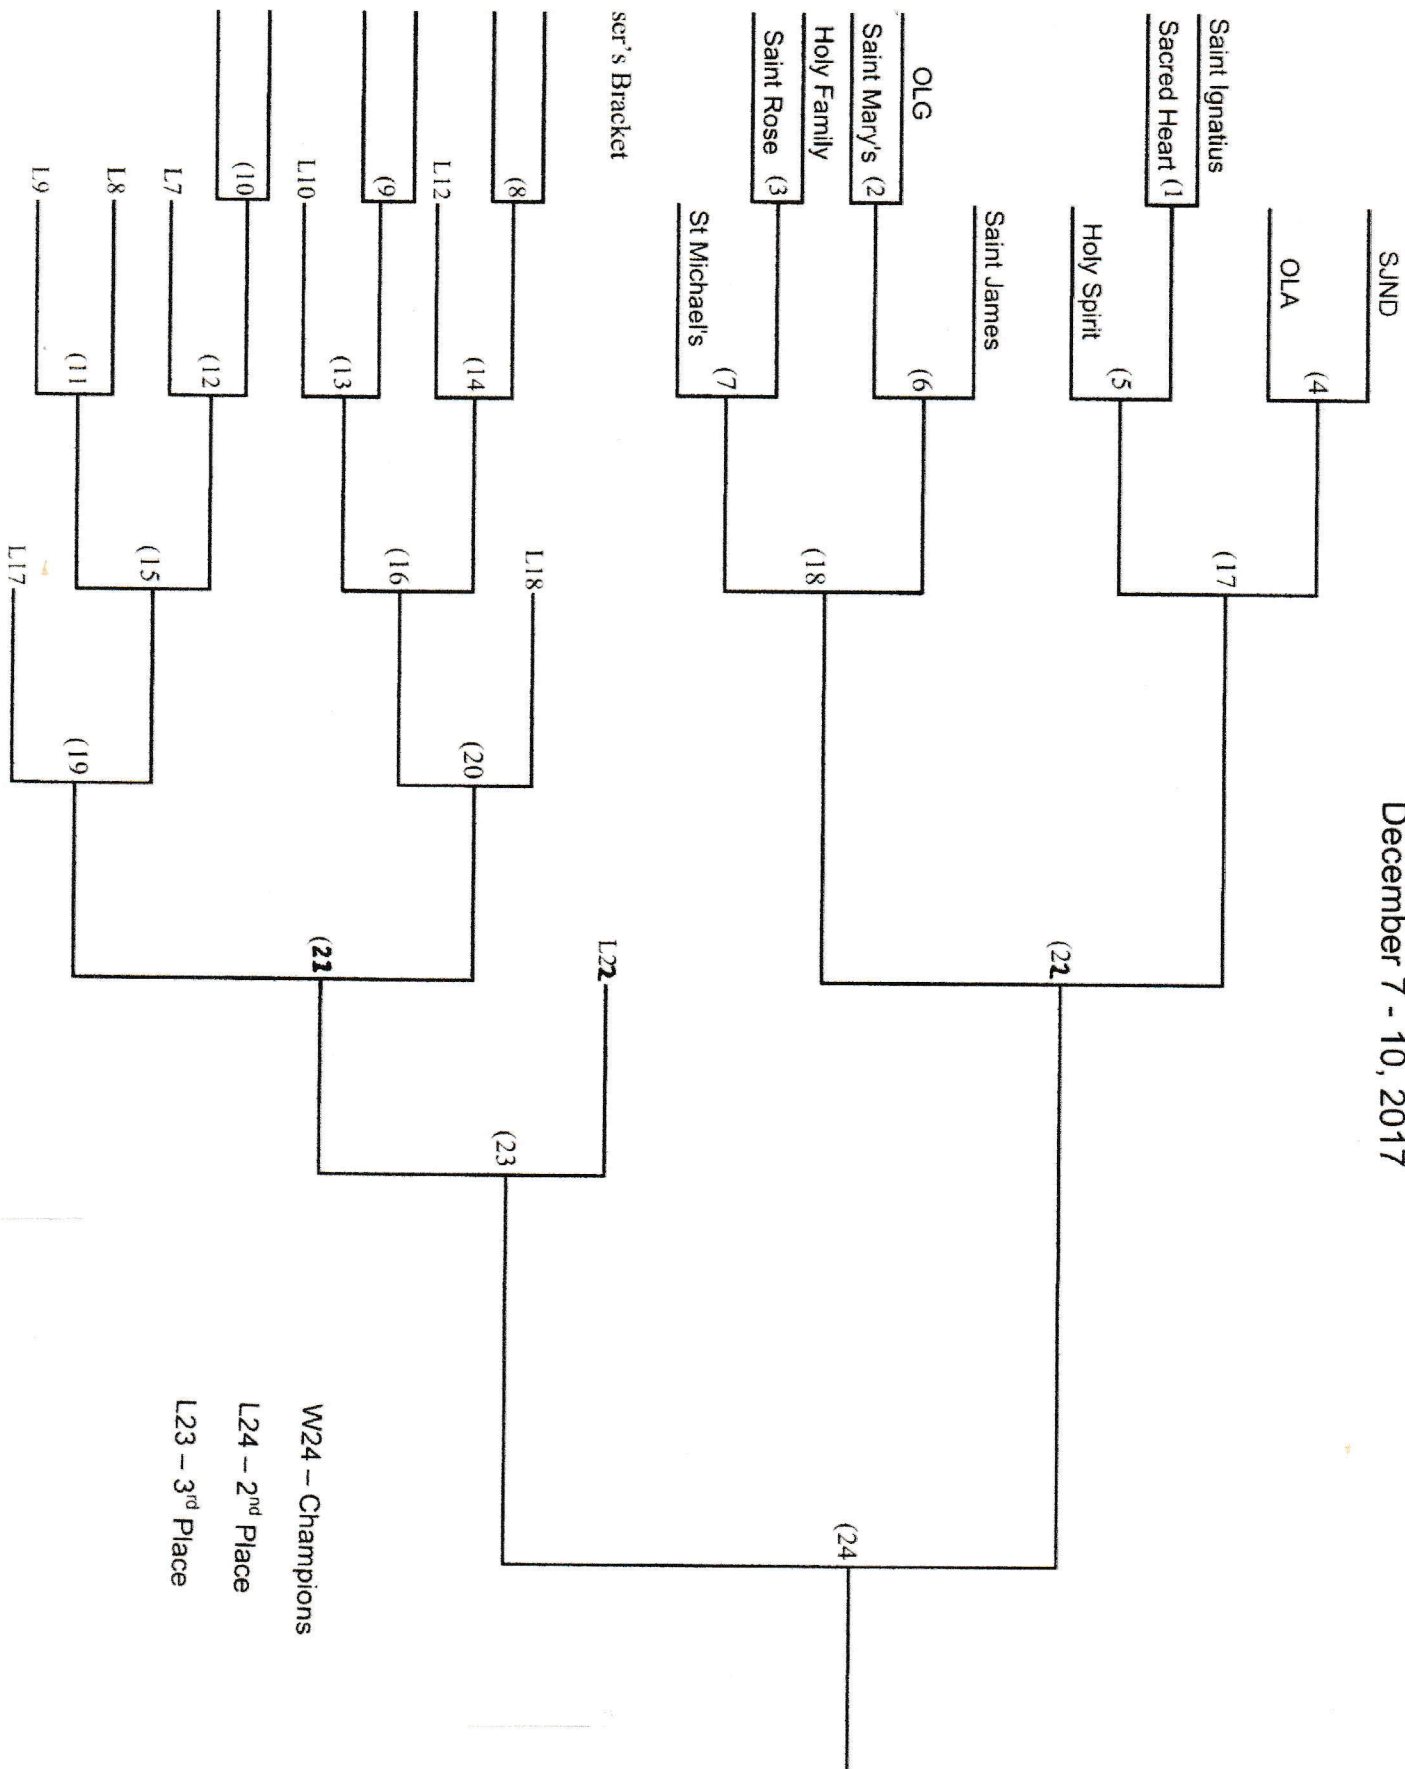 December 7 - 10, 2017
SJND
(4
OLA
(17
Saint Ignatius
Sacred Heart (1
(5
Holy Spirit
(22
Saint James
(6
OLG
Saint Mary's (2
(24
Holy Family
(18
Saint Rose (3
(7
St Michael's
ser's Bracket
L22
L18
(8
(23
(14
(20
L12
(16
(9
(13
(21
L10
W24 – Champions
(10
L24 – 2nd Place
(12
L23 – 3rd Place
L7
(15
L8
(11
(19
L9
L17